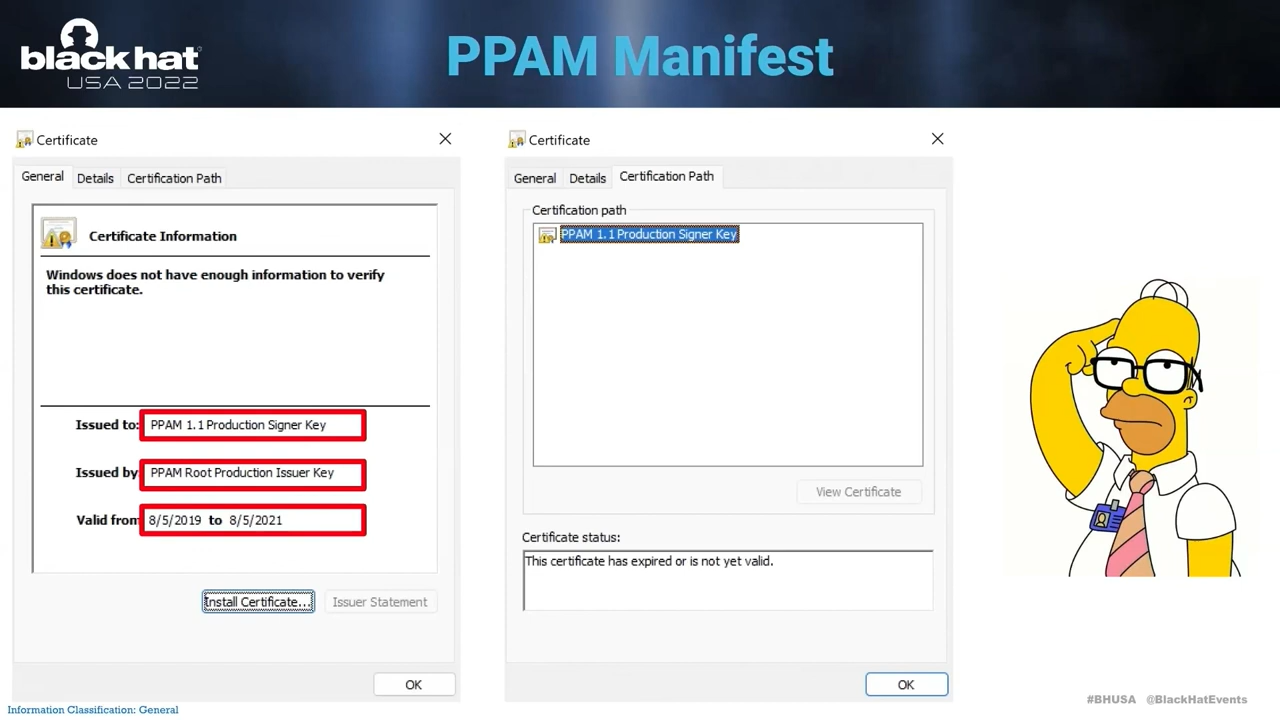 black hat
USA 2022
PPAM Manifest
Certificate
General
Details
Certification Path
Certificate Information
Windows does not have enough information to verify
this certificate.
Issued to: PPAM 1.1 Production Signer Key
Issued by PPAM Root Production Issuer Key
Valid from 8/5/2019 to 8/5/2021
Install Certificate...
Issuer Statement
OK
Certificate
General
Details
Certification Path
Certification path
PPAM 1.1 Production Signer Key
View Certificate
Certificate status:
This certificate has expired or is not yet valid.
OK
Information Classification: General
#BHUSA @BlackHatEvents